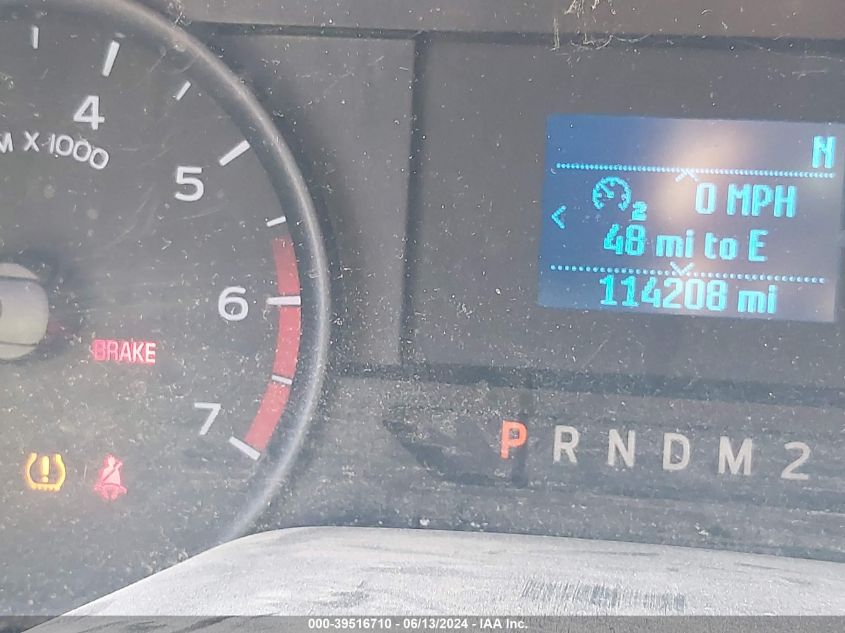 4
M X 1000
5
6
7
BRAKE
N
2 0 MPH
48 mi to E
114208 mi
P R N D M 2
000-39516710 - 06/13/2024 - IAA Inc.